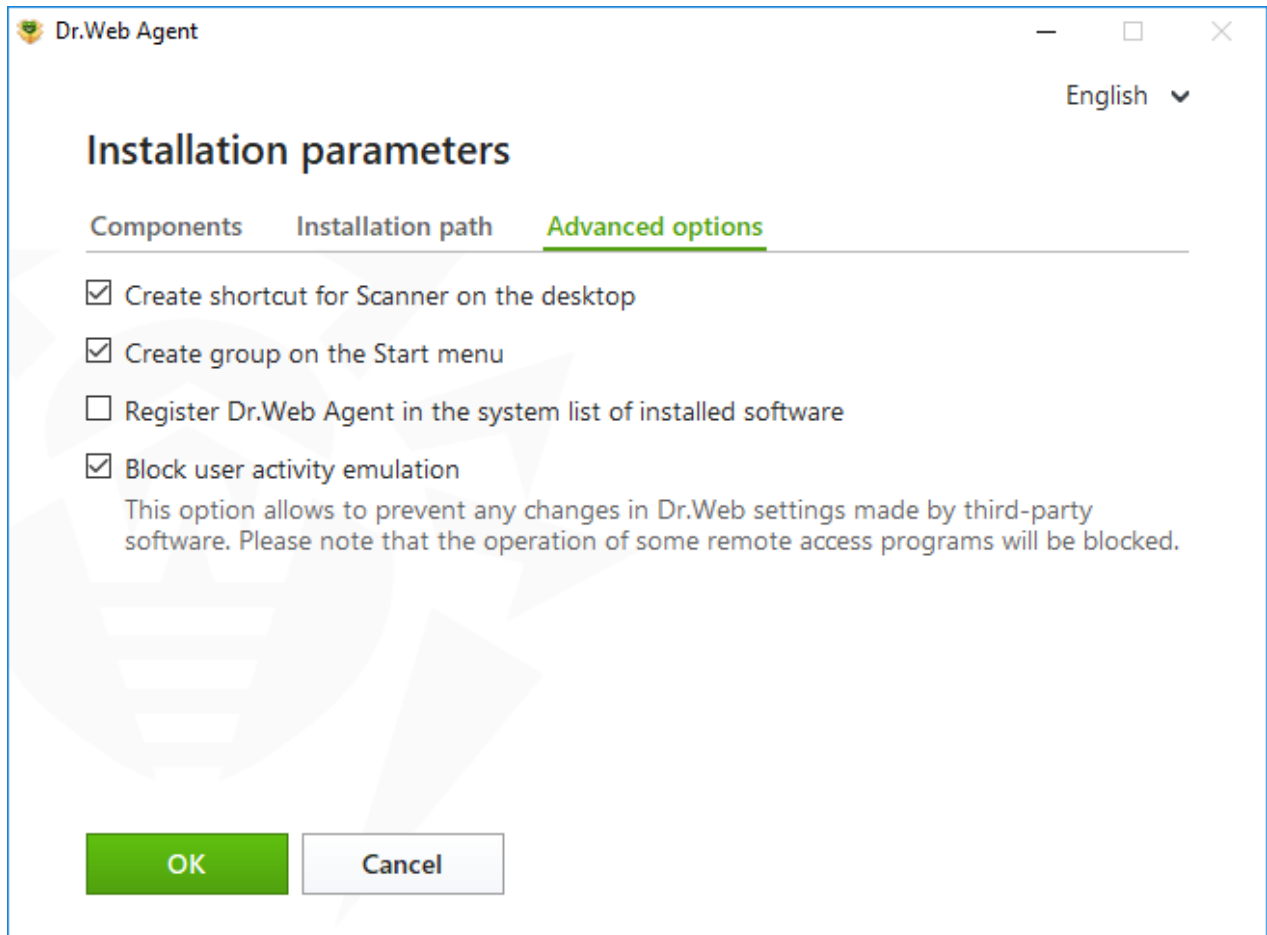 Dr.Web Agent
English
Installation parameters
Components Installation path Advanced options
Create shortcut for Scanner on the desktop
Create group on the Start menu
Register Dr.Web Agent in the system list of installed software
Block user activity emulation
This option allows to prevent any changes in Dr.Web settings made by third-party
software. Please note that the operation of some remote access programs will be blocked.
OK Cancel